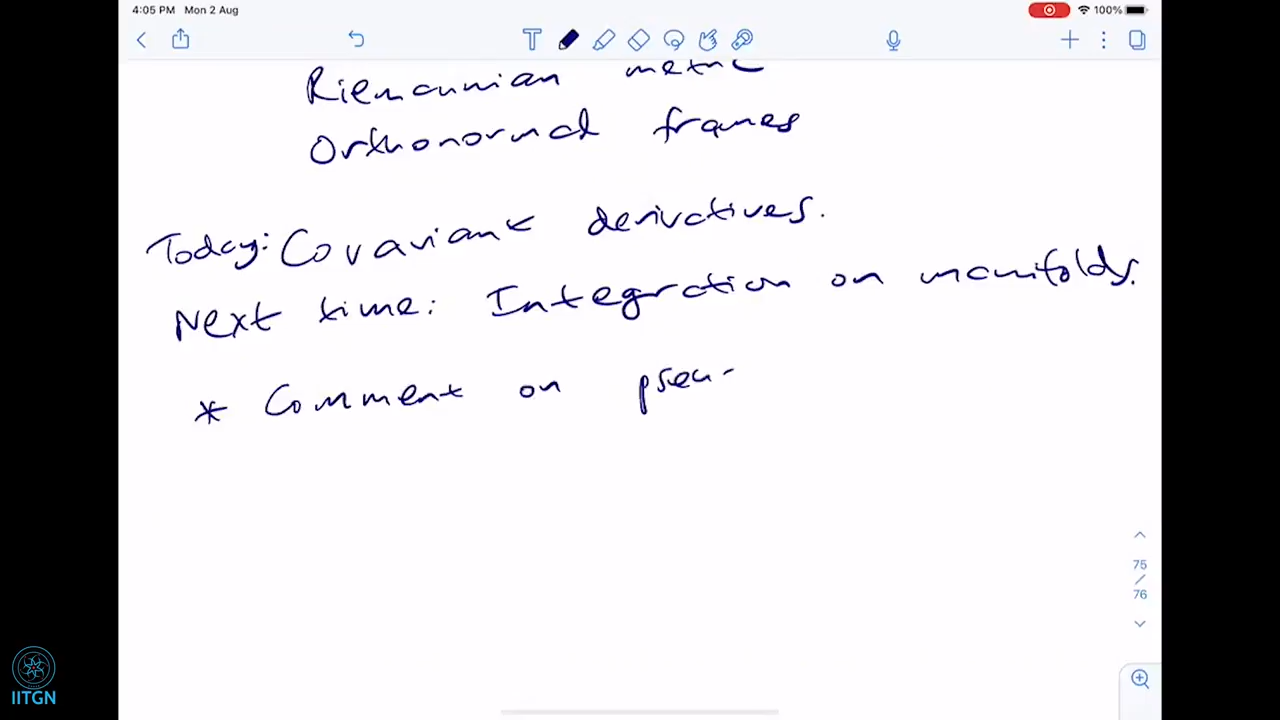 4:05 PM Mon 2 Aug
100%
Riemannian metric
Orthonormal frames
Today: Covariant derivatives.
Next time: Integration on manifolds.
* Comment on pseu-
75
/
76
IITGN